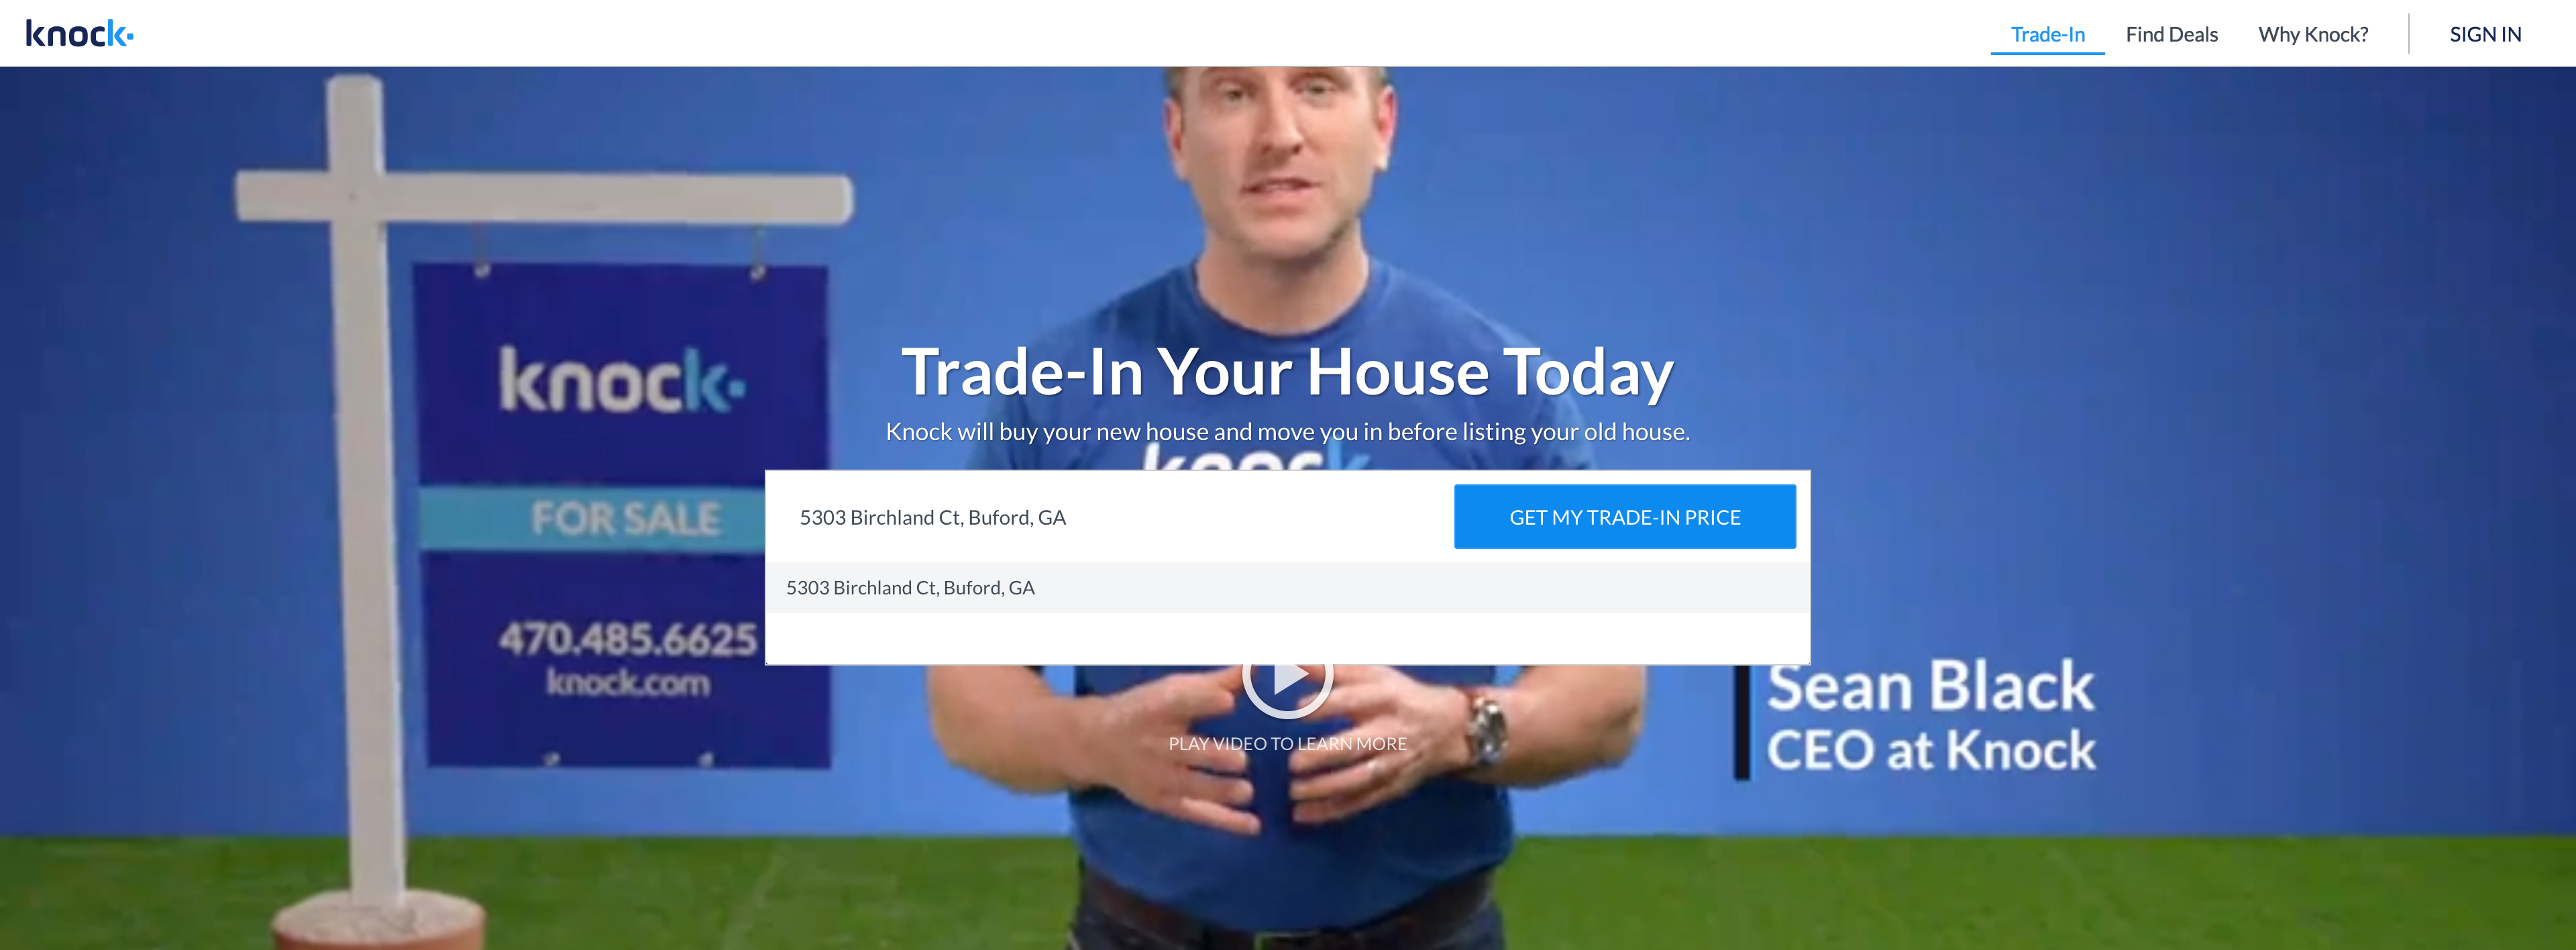 knock
Trade-In
Find Deals
Why Knock?
SIGN IN
knock
FOR SALE
470.485.6625
knock.com
Trade-In Your House Today
Knock will buy your new house and move you in before listing your old house.
knock
5303 Birchland Ct, Buford, GA
GET MY TRADE-IN PRICE
5303 Birchland Ct, Buford, GA
PLAY VIDEO TO LEARN MORE
Sean Black
CEO at Knock